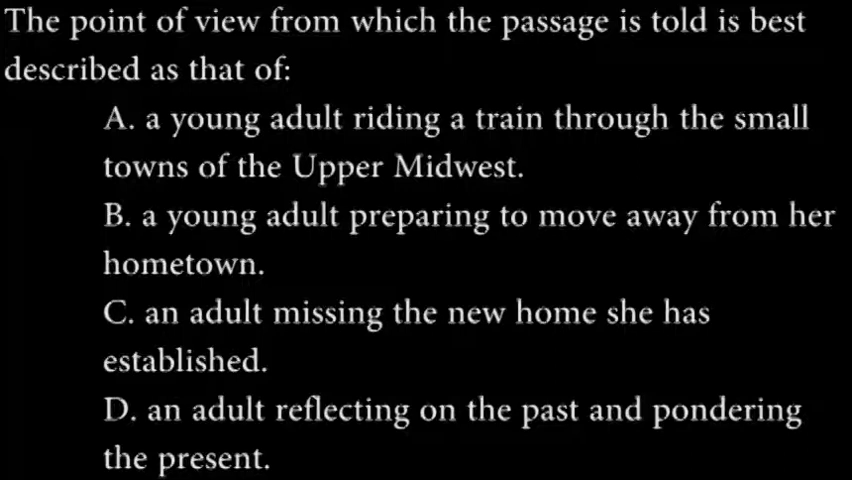 The point of view from which the passage is told is best
described as that of:
A. a young adult riding a train through the small
towns of the Upper Midwest.
B. a young adult preparing to move away from her
hometown.
C. an adult missing the new home she has
established.
D. an adult reflecting on the past and pondering
the present.